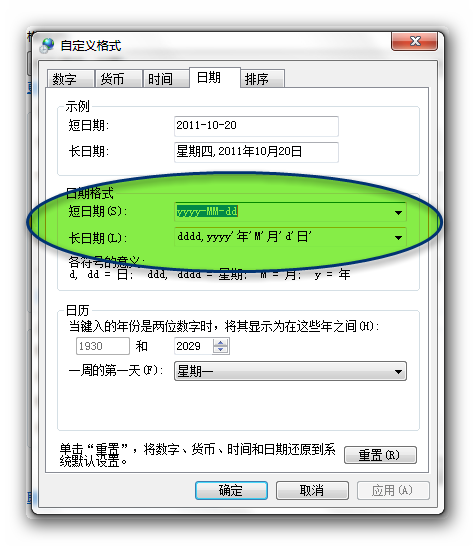 自定义格式
数字 货币 时间 日期 排序
示例
短日期: 2011-10-20
长日期: 星期四,2011年10月20日
日期格式
短日期(S): yyyy-MM-dd
长日期(L): dddd,yyyy'年'M'月'd'日'
各符号的意义:
d, dd = 日; ddd, dddd = 星期; M = 月; y = 年
日历
当键入的年份是两位数字时，将其显示为在这些年之间(H):
1930 和 2029
一周的第一天(F): 星期一
单击“重置”，将数字、货币、时间和日期还原到系
统默认设置。
重置(R)
确定 取消 应用(A)